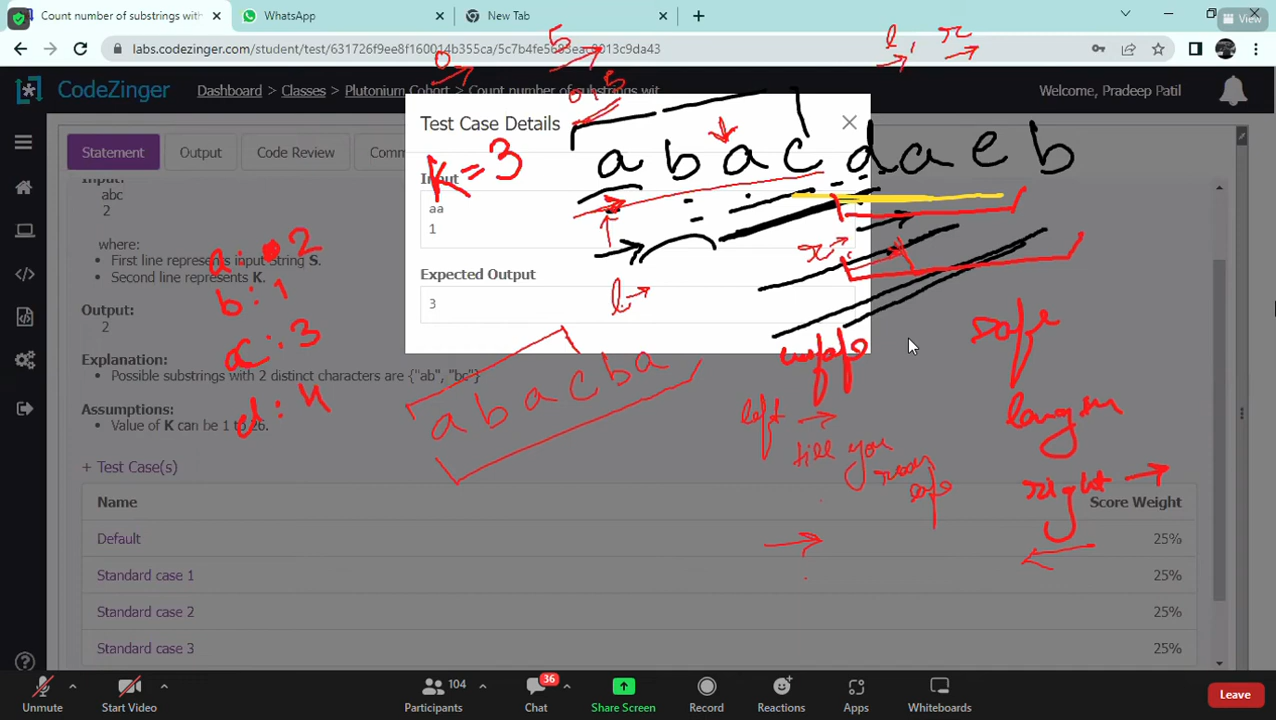 Count number of substrings with
WhatsApp
New Tab
View
labs.codezinger.com/student/test/631726f9ee8f160014b355ca/5c7b4fe5683eac0013c9da43
CodeZinger
Dashboard > Classes > Plutonium Cohort > Count number of substrings wit
Welcome, Pradeep Patil
Statement
Output
Code Review
Comm
Test Case Details
K=3
a b a c d a e b
Input
aa
1
Expected Output
3
Input:
abc
2
where:
First line represents input String S.
Second line represents K.
Output:
2
Explanation:
Possible substrings with 2 distinct characters are {"ab", "bc"}
Assumptions:
Value of K can be 1 to 26.
a: 2
b: 1
c: 3
d: 4
a b a c b a
l
r
unsafe
safe
length
left
till you
right
+ Test Case(s)
Name
Score Weight
Default
25%
Standard case 1
25%
Standard case 2
25%
Standard case 3
25%
Unmute
Start Video
104
Participants
36
Chat
Share Screen
Record
Reactions
Apps
Whiteboards
Leave